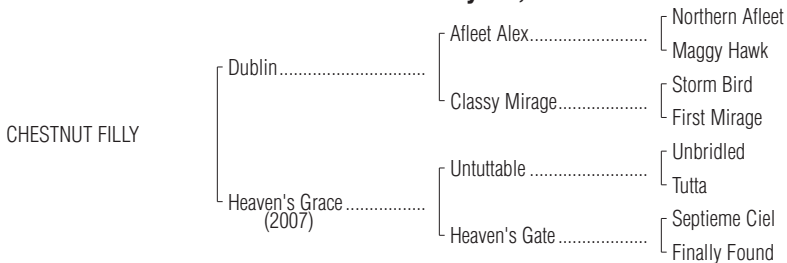 Northern Afleet
Afleet Alex..........................
Maggy Hawk
Dublin...............................
Storm Bird
Classy Mirage....................
First Mirage
CHESTNUT FILLY
Unbridled
Untuttable .........................
Tutta
Heaven's Grace .................
(2007)
Septieme Ciel
Heaven's Gate ...................
Finally Found